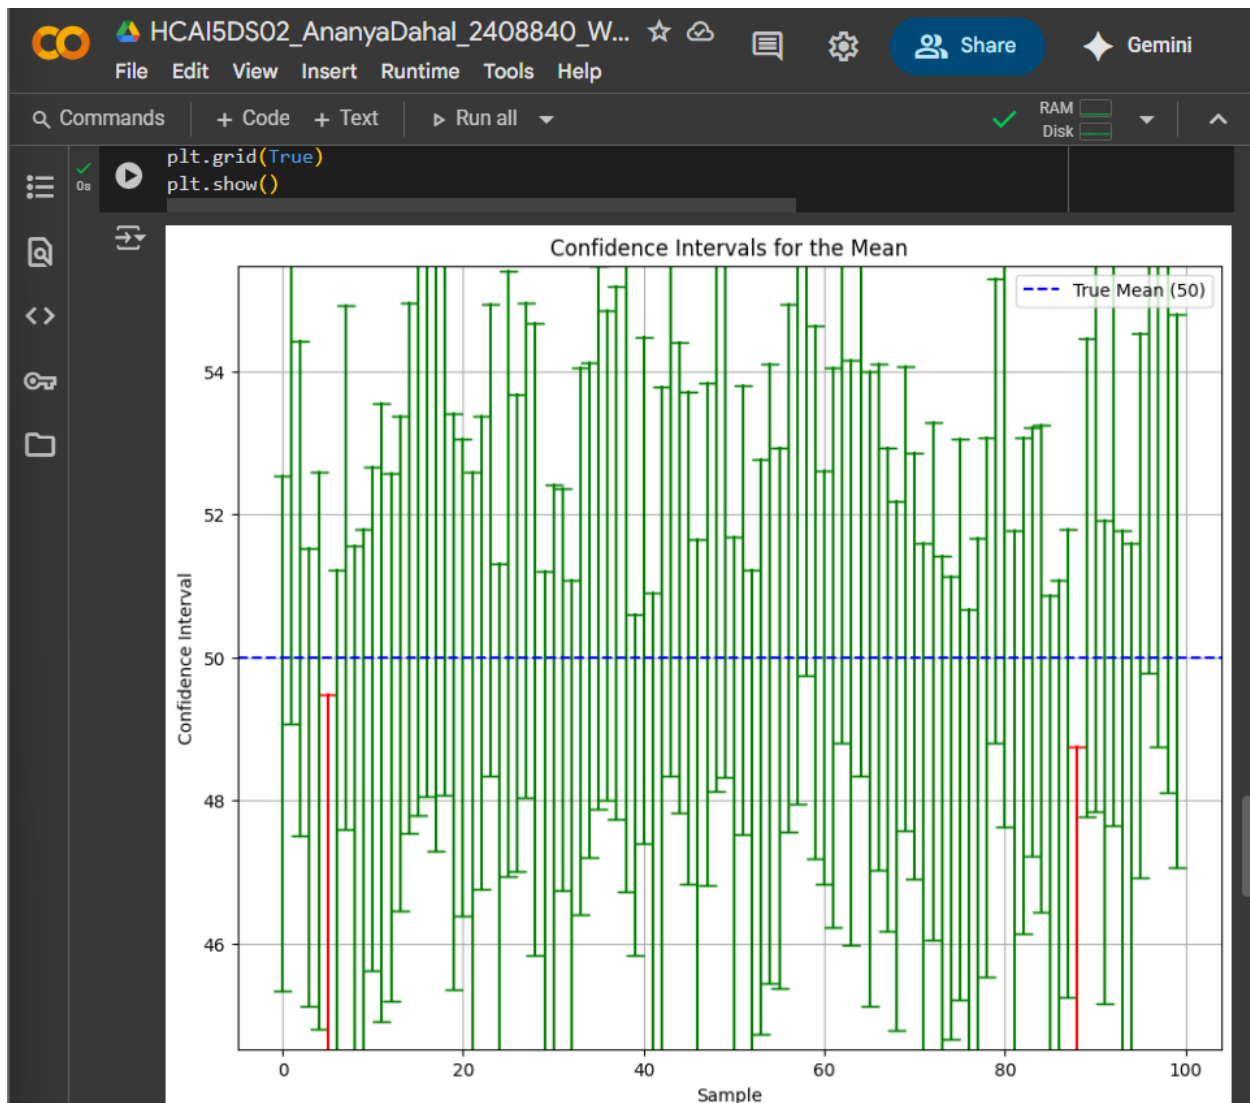 HCAI5DS02_AnanyaDahal_2408840_W...
File Edit View Insert Runtime Tools Help
Share
Gemini
Commands + Code + Text Run all
RAM
Disk
0s
plt.grid(True)
plt.show()
Confidence Intervals for the Mean
True Mean (50)
54
52
50
48
46
Confidence Interval
0 20 40 60 80 100
Sample